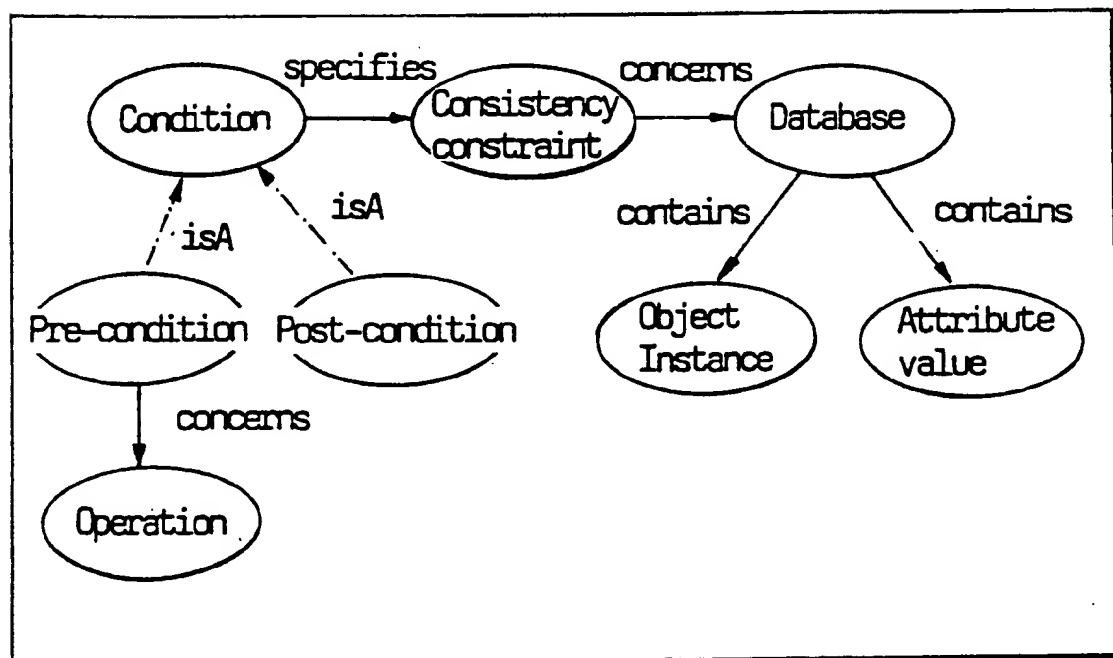 specifies
concerns
Condition
Consistency
constraint
Database
isA
isA
contains
contains
Pre-condition
Post-condition
Object
Instance
Attribute
value
concerns
Operation